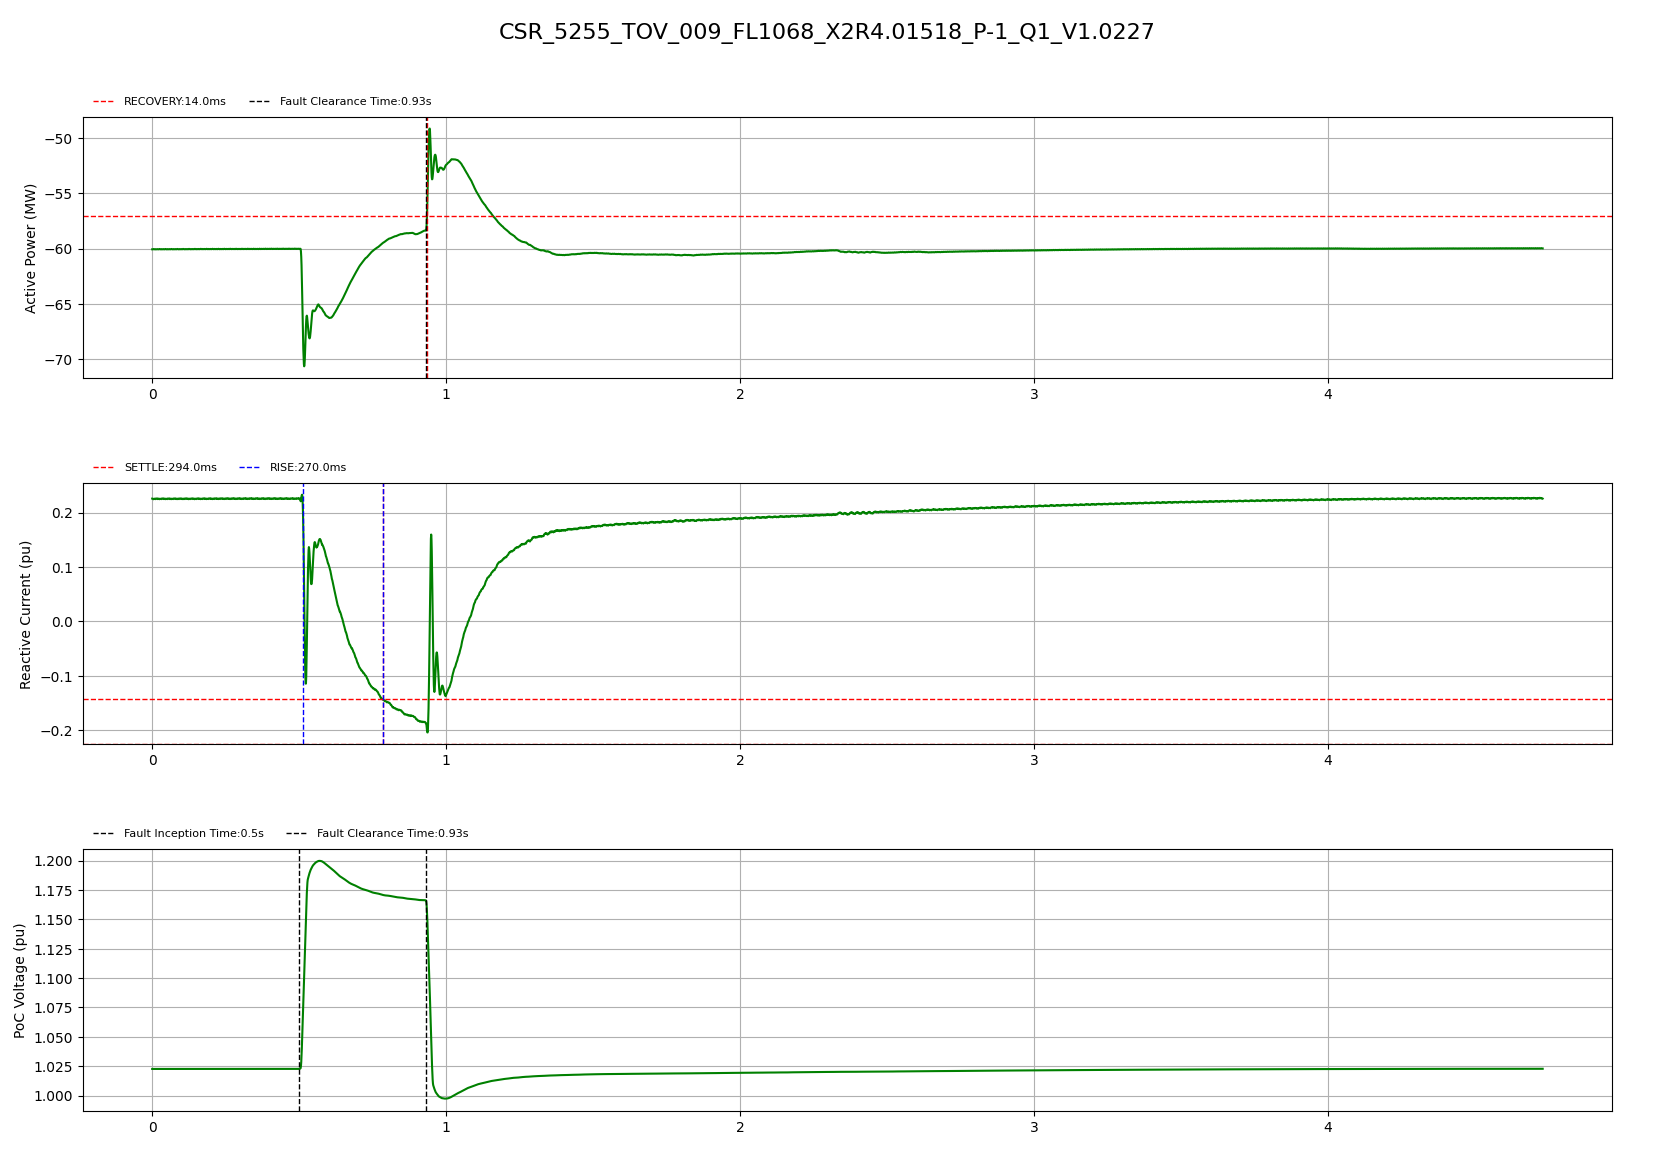 CSR_5255_TOV_009_FL1068_X2R4.01518_P-1_Q1_V1.0227
RECOVERY:14.0ms Fault Clearance Time:0.93s
Active Power (MW)
−50
−55
−60
−65
−70
0 1 2 3 4
SETTLE:294.0ms RISE:270.0ms
Reactive Current (pu)
0.2
0.1
0.0
−0.1
−0.2
0 1 2 3 4
Fault Inception Time:0.5s Fault Clearance Time:0.93s
PoC Voltage (pu)
1.200
1.175
1.150
1.125
1.100
1.075
1.050
1.025
1.000
0 1 2 3 4